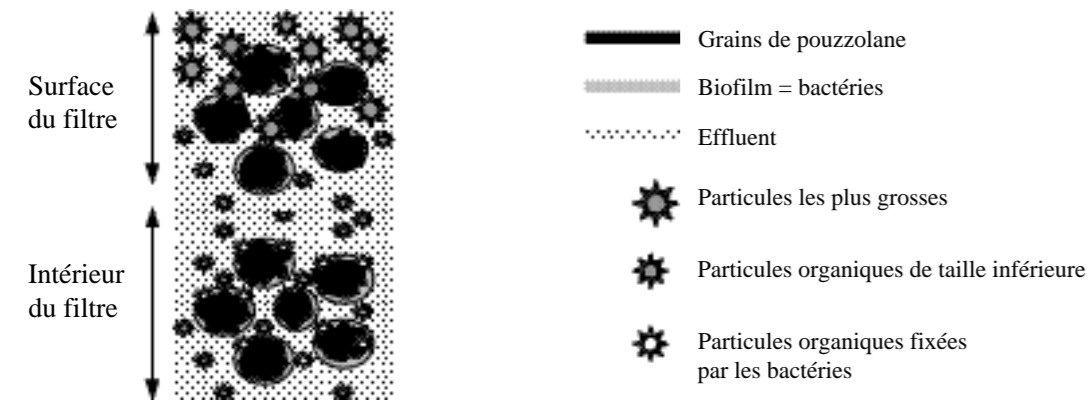 Surface
du filtre
Intérieur
du filtre
Grains de pouzzolane
Biofilm = bactéries
Effluent
Particules les plus grosses
Particules organiques de taille inférieure
Particules organiques fixées
par les bactéries